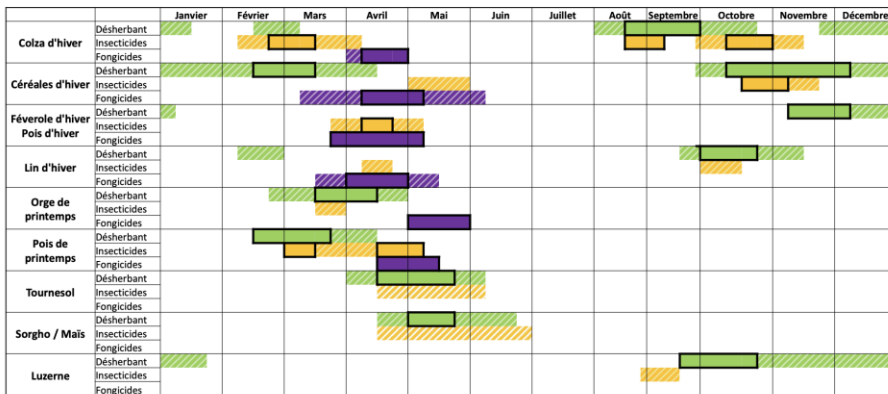 Janvier Février Mars Avril Mai Juin Juillet Août Septembre Octobre Novembre Décembre
Colza d'hiver
Désherbant
Insecticides
Fongicides
Céréales d'hiver
Désherbant
Insecticides
Fongicides
Féverole d'hiver
Pois d'hiver
Désherbant
Insecticides
Fongicides
Lin d'hiver
Désherbant
Insecticides
Fongicides
Orge de
printemps
Désherbant
Insecticides
Fongicides
Pois de
printemps
Désherbant
Insecticides
Fongicides
Tournesol
Désherbant
Insecticides
Fongicides
Sorgho / Maïs
Désherbant
Insecticides
Fongicides
Luzerne
Désherbant
Insecticides
Fongicides